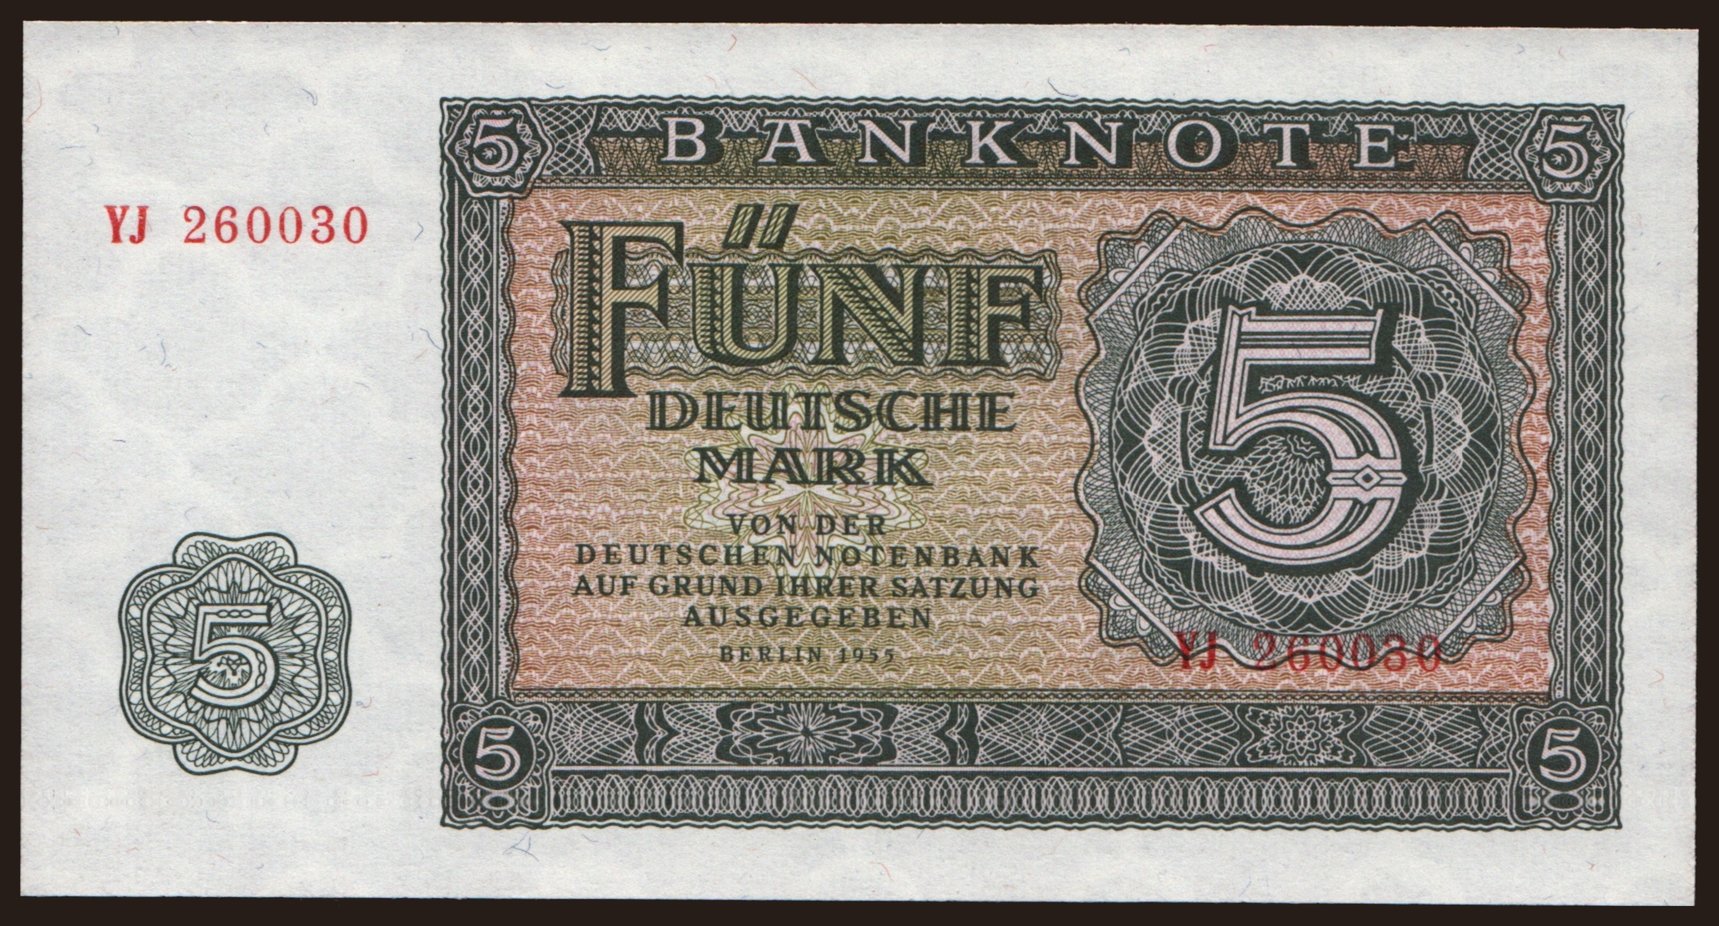 5 BANKNOTE 5
YJ 260030
FÜNF
DEUTSCHE
MARK
5
VON DER
DEUTSCHEN NOTENBANK
AUF GRUND IHRER SATZUNG
AUSGEGEBEN
BERLIN 1955
YJ 260030
5
5 5